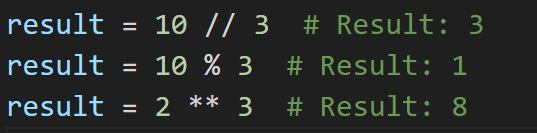 result = 10 // 3  # Result: 3
result = 10 % 3  # Result: 1
result = 2 ** 3  # Result: 8